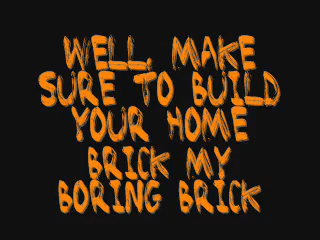 WELL, MAKE
SURE TO BUILD
YOUR HOME
BRICK MY
BORING BRICK